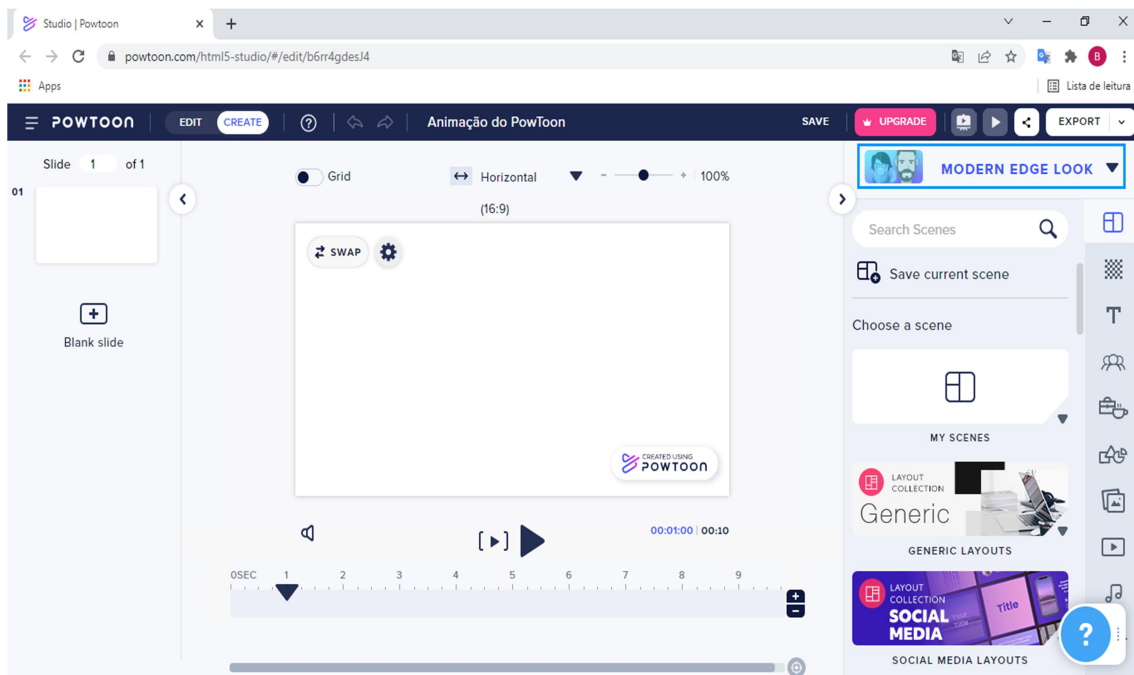 Studio | Powtoon
powtoon.com/html5-studio/#/edit/b6rr4gdesJ4
B
Apps
Lista de leitura
POWTOON EDIT CREATE Animação do PowToon SAVE UPGRADE EXPORT
Slide 1 of 1
01
Blank slide
Grid
Horizontal
(16:9)
100%
SWAP
CREATED USING
POWTOON
00:01:00 | 00:10
0SEC 1 2 3 4 5 6 7 8 9
MODERN EDGE LOOK
Search Scenes
Save current scene
Choose a scene
MY SCENES
LAYOUT
COLLECTION
Generic
GENERIC LAYOUTS
LAYOUT
COLLECTION
SOCIAL
MEDIA
Title
SOCIAL MEDIA LAYOUTS